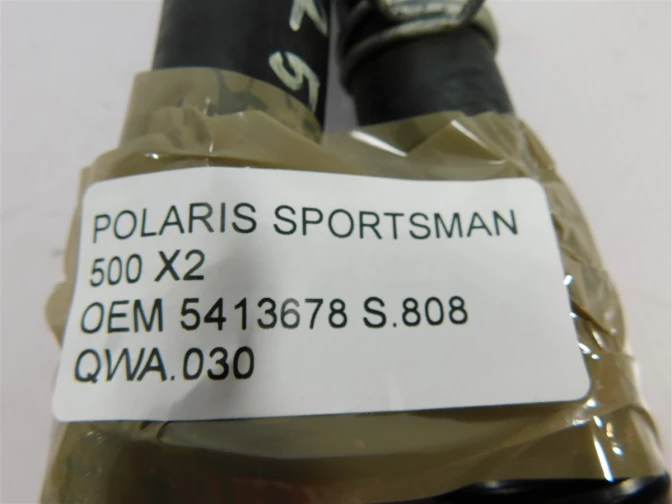 POLARIS SPORTSMAN
500 X2
OEM 5413678 S.808
QWA.030